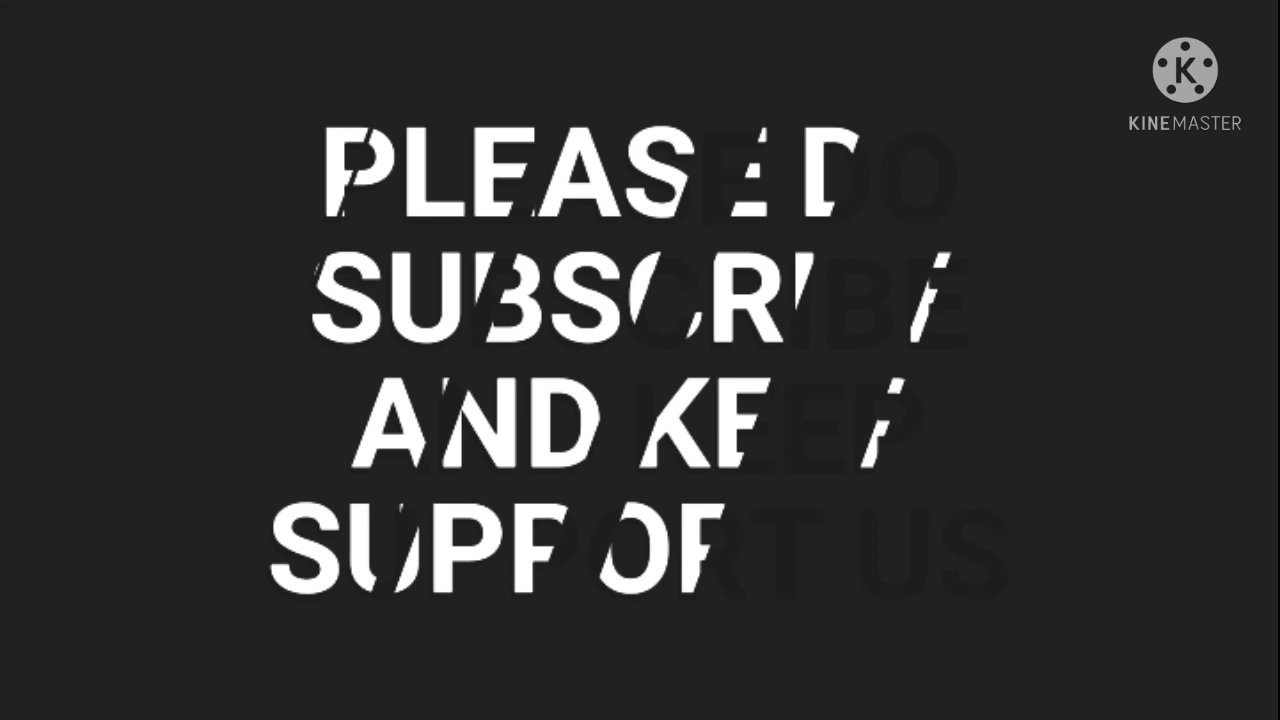 PLEASE DO
SUBSCRIBE
AND KEEP
SUPPORT US
KINEMASTER